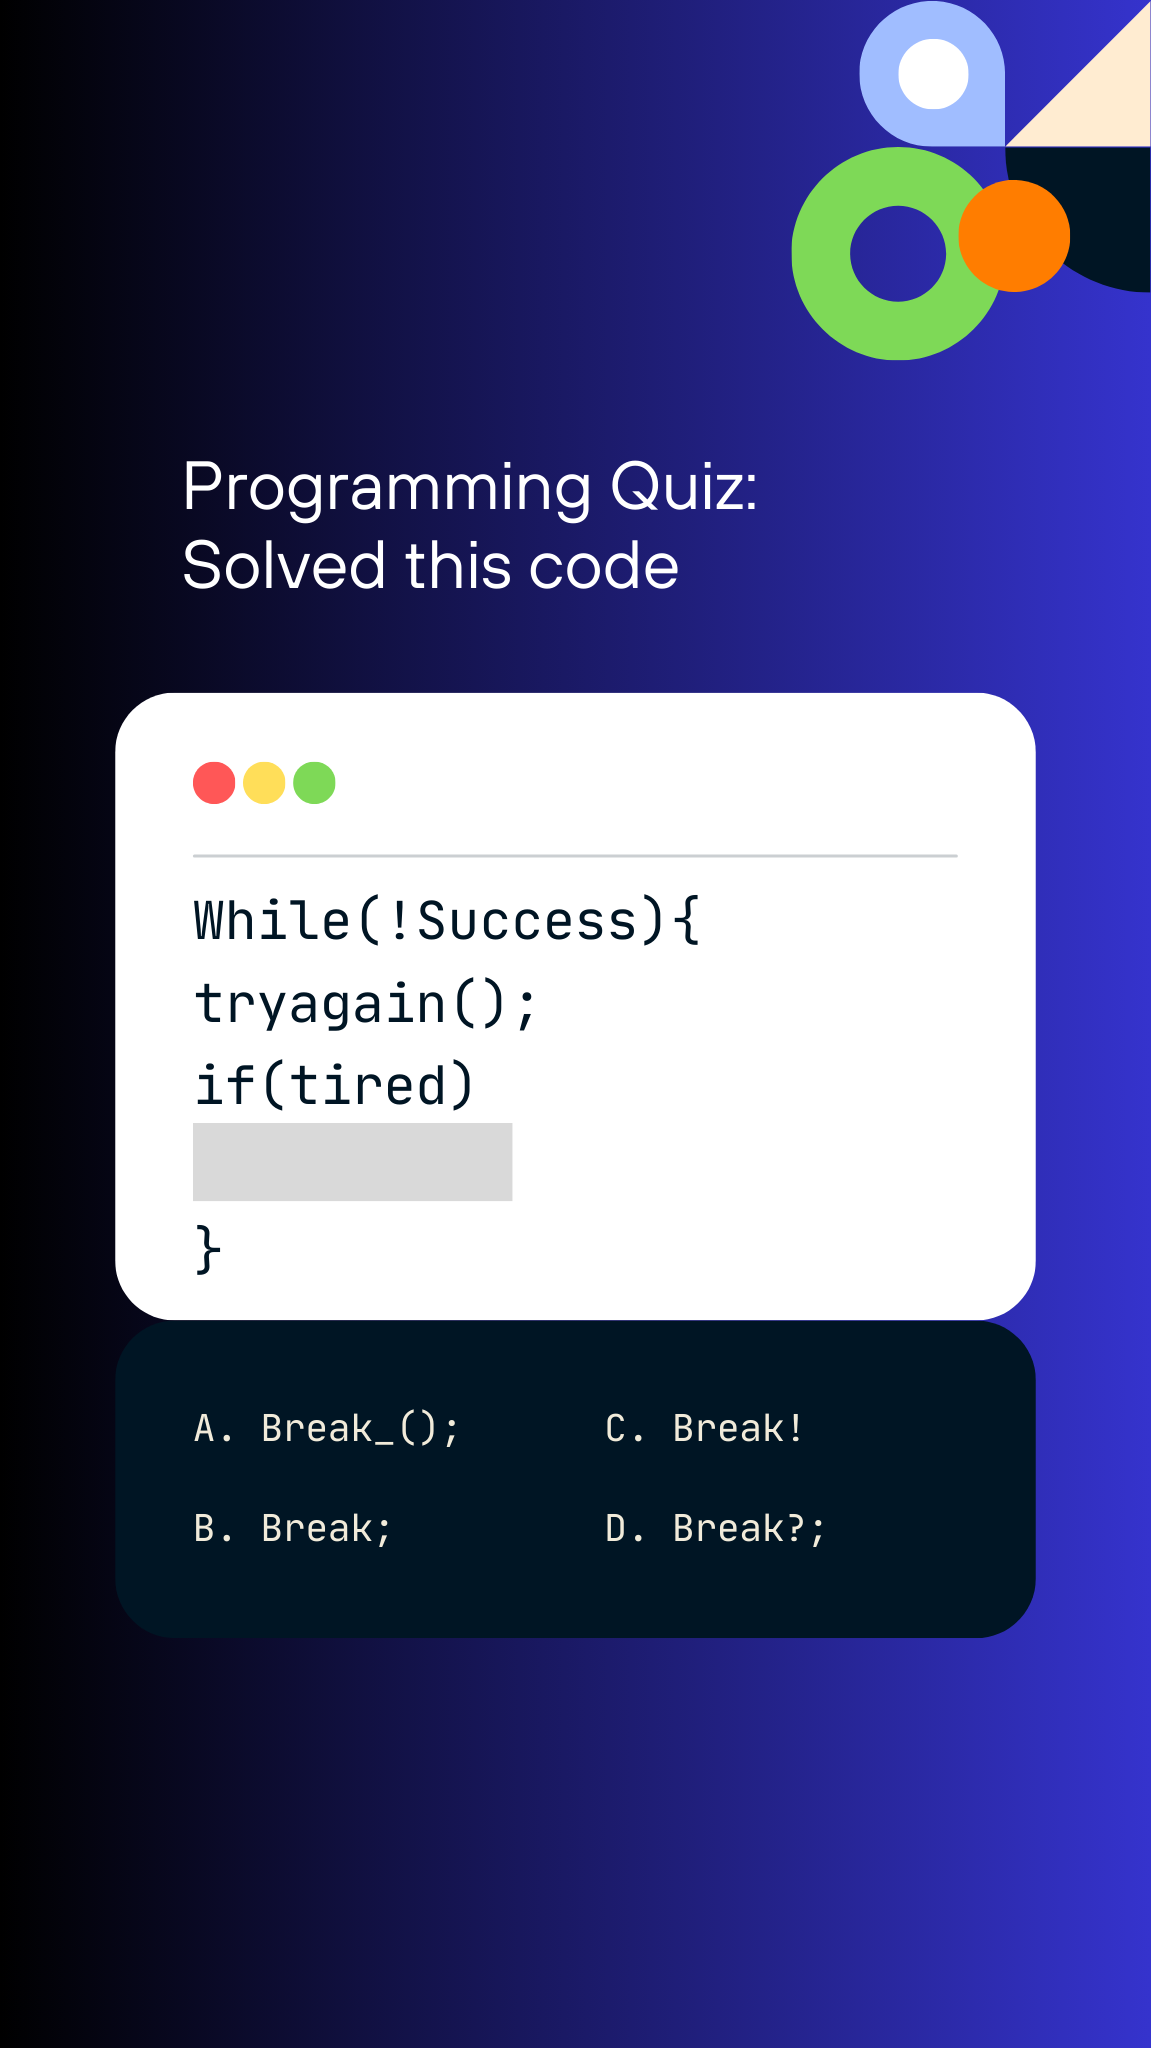 Programming Quiz:
Solved this code
While(!Success){
tryagain();
if(tired)
}
A. Break_();
C. Break!
B. Break;
D. Break?;